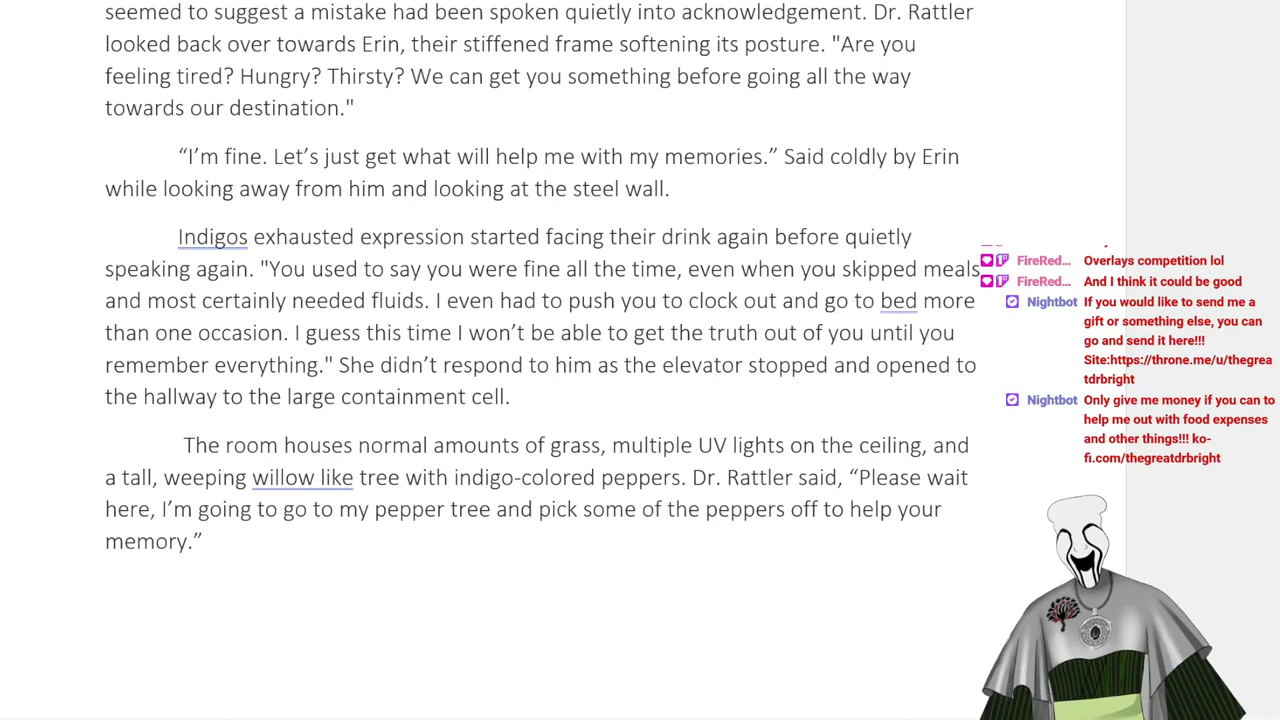 seemed to suggest a mistake had been spoken quietly into acknowledgement. Dr. Rattler
looked back over towards Erin, their stiffened frame softening its posture. "Are you
feeling tired? Hungry? Thirsty? We can get you something before going all the way
towards our destination."
“I’m fine. Let’s just get what will help me with my memories.” Said coldly by Erin
while looking away from him and looking at the steel wall.
Indigos exhausted expression started facing their drink again before quietly
speaking again. "You used to say you were fine all the time, even when you skipped meals
and most certainly needed fluids. I even had to push you to clock out and go to bed more
than one occasion. I guess this time I won’t be able to get the truth out of you until you
remember everything." She didn’t respond to him as the elevator stopped and opened to
the hallway to the large containment cell.
The room houses normal amounts of grass, multiple UV lights on the ceiling, and
a tall, weeping willow like tree with indigo-colored peppers. Dr. Rattler said, “Please wait
here, I’m going to go to my pepper tree and pick some of the peppers off to help your
memory.”
FireRed... Overlays competition lol
FireRed... And I think it could be good
Nightbot If you would like to send me a
gift or something else, you can
go and send it here!!!
Site:https://throne.me/u/thegrea
tdrbright
Nightbot Only give me money if you can to
help me out with food expenses
and other things!!! ko-
fi.com/thegreatdrbright